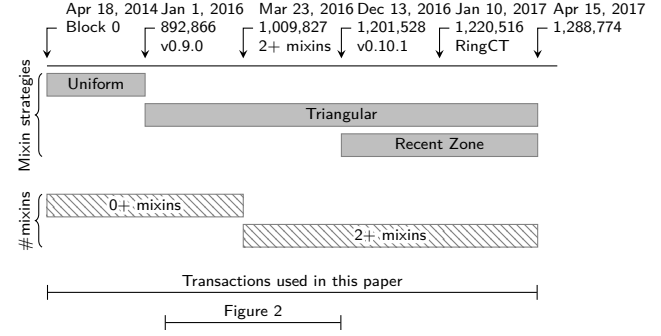 Apr 18, 2014 Jan 1, 2016 Mar 23, 2016 Dec 13, 2016 Jan 10, 2017 Apr 15, 2017
Block 0 892,866 1,009,827 1,201,528 1,220,516 1,288,774
v0.9.0 2+ mixins v0.10.1 RingCT
Mixin strategies
Uniform
Triangular
Recent Zone
#mixins
0+ mixins
2+ mixins
Transactions used in this paper
Figure 2